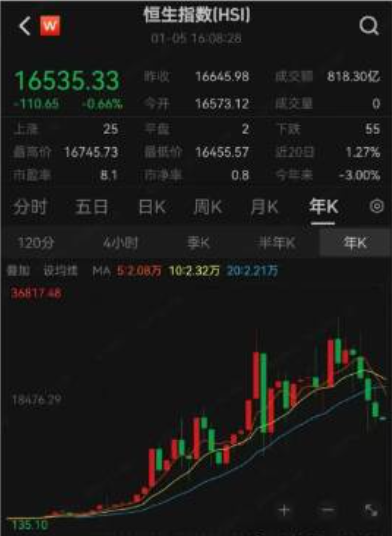 恒生指数(HSI)
W
01-05 16:08:28
16535.33 昨收 16645.98 成交额 818.30亿
-110.65 -0.66% 今开 16573.12 成交量 0
上涨 25 平盘 2 下跌 55
最高价 16745.73 最低价 16455.57 近20日 1.27%
市盈率 8.1 市净率 0.8 今年来 -3.00%
分时 五日 日K 周K 月K 年K
120分 4小时 季K 半年K 年K
叠加 设均线 MA 5:2.08万 10:2.32万 20:2.21万
36817.48
18476.29
135.10